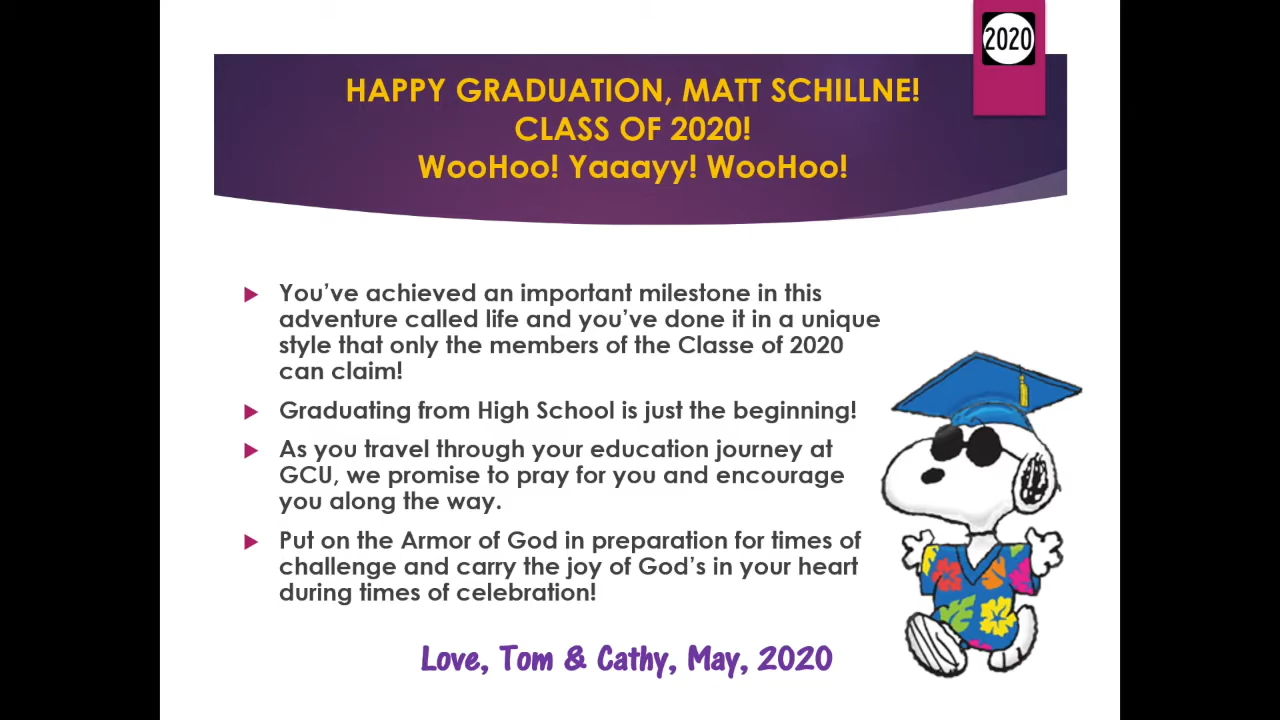 2020
HAPPY GRADUATION, MATT SCHILLNE!
CLASS OF 2020!
WooHoo! Yaaayy! WooHoo!
You've achieved an important milestone in this
adventure called life and you've done it in a unique
style that only the members of the Classe of 2020
can claim!
Graduating from High School is just the beginning!
As you travel through your education journey at
GCU, we promise to pray for you and encourage
you along the way.
Put on the Armor of God in preparation for times of
challenge and carry the joy of God's in your heart
during times of celebration!
Love, Tom & Cathy, May, 2020